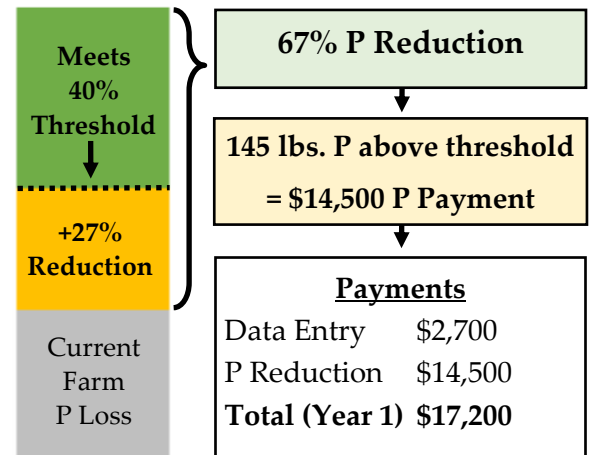 Meets
40%
Threshold
+27%
Reduction
Current
Farm
P Loss
67% P Reduction
145 lbs. P above threshold
= $14,500 P Payment
Payments
Data Entry $2,700
P Reduction $14,500
Total (Year 1) $17,200